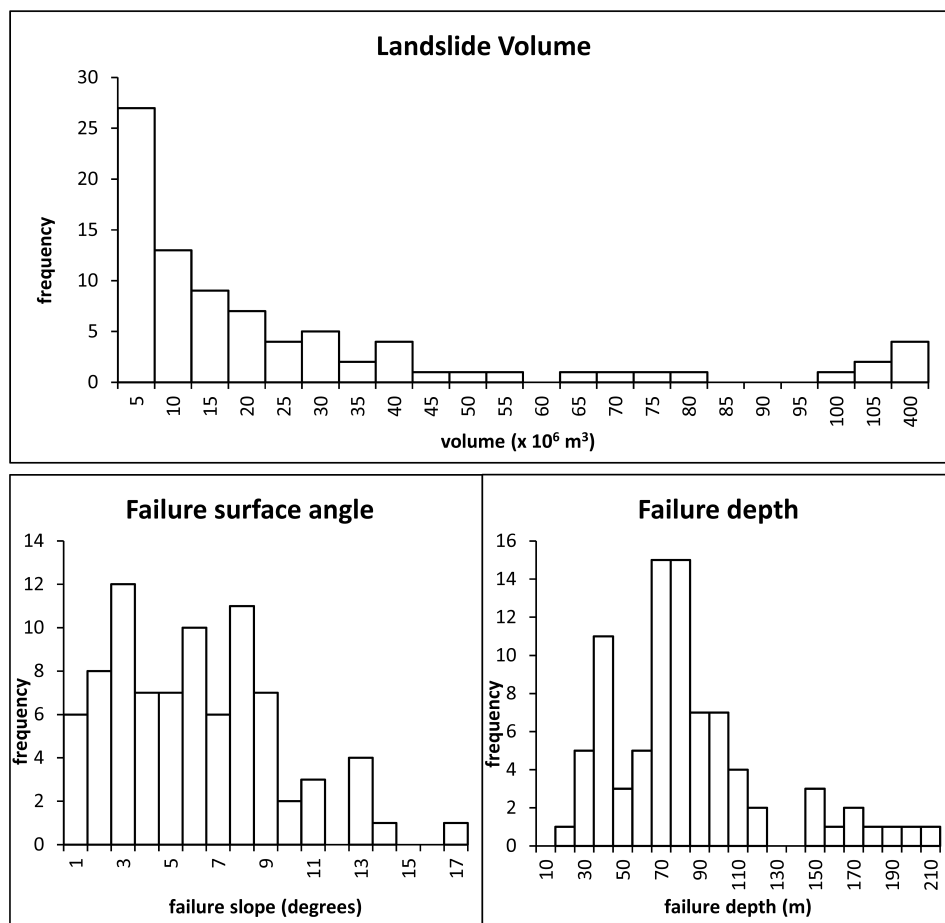 Landslide Volume
30
25
20
15
10
5
0
frequency
5 10 15 20 25 30 35 40 45 50 55 60 65 70 75 80 85 90 95 100 105 400
volume (x 10⁶ m³)
Failure surface angle
14
12
10
8
6
4
2
0
frequency
1 3 5 7 9 11 13 15 17
failure slope (degrees)
Failure depth
16
14
12
10
8
6
4
2
0
frequency
10 30 50 70 90 110 130 150 170 190 210
failure depth (m)